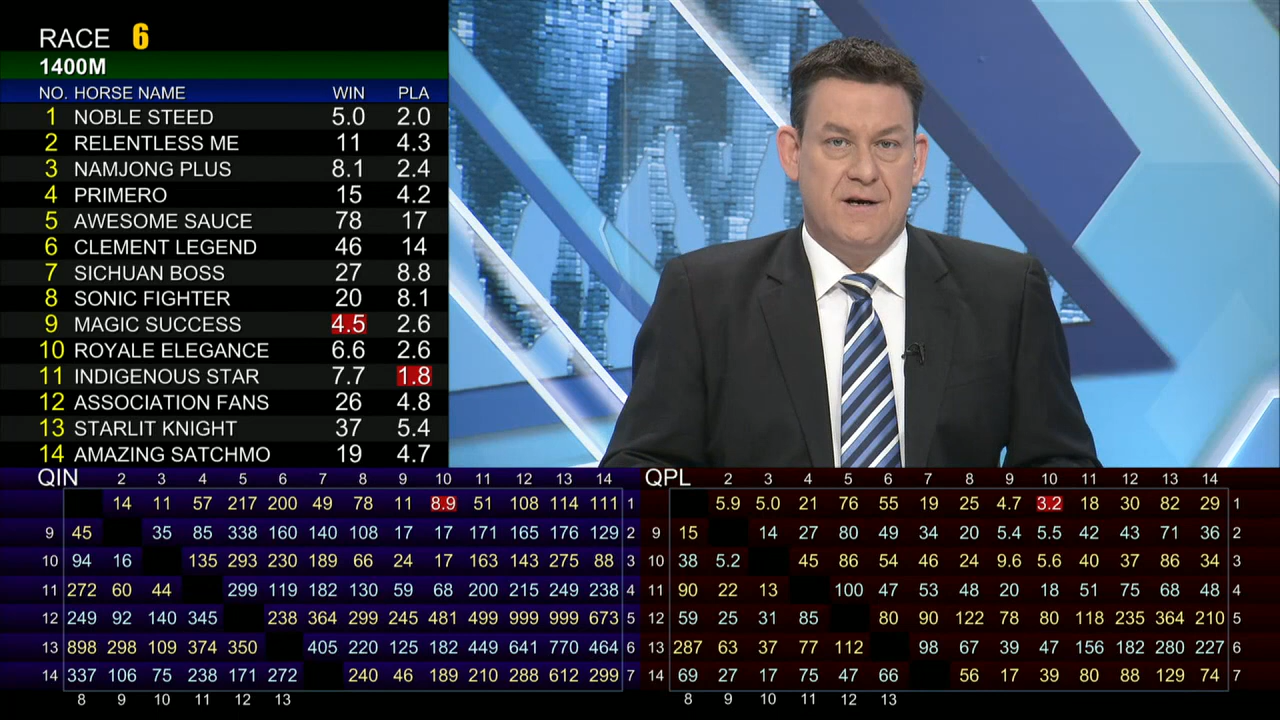 RACE 6
1400M
NO. HORSE NAME WIN PLA
1 NOBLE STEED 5.0 2.0
2 RELENTLESS ME 11 4.3
3 NAMJONG PLUS 8.1 2.4
4 PRIMERO 15 4.2
5 AWESOME SAUCE 78 17
6 CLEMENT LEGEND 46 14
7 SICHUAN BOSS 27 8.8
8 SONIC FIGHTER 20 8.1
9 MAGIC SUCCESS 4.5 2.6
10 ROYALE ELEGANCE 6.6 2.6
11 INDIGENOUS STAR 7.7 1.8
12 ASSOCIATION FANS 26 4.8
13 STARLIT KNIGHT 37 5.4
14 AMAZING SATCHMO 19 4.7
QIN 2 3 4 5 6 7 8 9 10 11 12 13 14
14 11 57 217 200 49 78 11 8.9 51 108 114 111 1
9 45 35 85 338 160 140 108 17 17 171 165 176 129 2
10 94 16 135 293 230 189 66 24 17 163 143 275 88 3
11 272 60 44 299 119 182 130 59 68 200 215 249 238 4
12 249 92 140 345 238 364 299 245 481 499 999 999 673 5
13 898 298 109 374 350 405 220 125 182 449 641 770 464 6
14 337 106 75 238 171 272 240 46 189 210 288 612 299 7
8 9 10 11 12 13
QPL 2 3 4 5 6 7 8 9 10 11 12 13 14
5.9 5.0 21 76 55 19 25 4.7 3.2 18 30 82 29 1
9 15 14 27 80 49 34 20 5.4 5.5 42 43 71 36 2
10 38 5.2 45 86 54 46 24 9.6 5.6 40 37 86 34 3
11 90 22 13 100 47 53 48 20 18 51 75 68 48 4
12 59 25 31 85 80 90 122 78 80 118 235 364 210 5
13 287 63 37 77 112 98 67 39 47 156 182 280 227 6
14 69 27 17 75 47 66 56 17 39 80 88 129 74 7
8 9 10 11 12 13